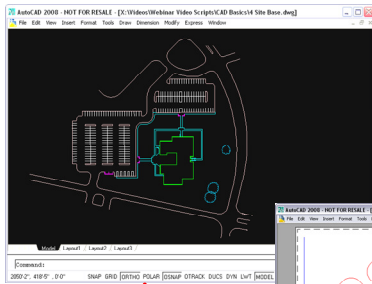 AutoCAD 2008 - NOT FOR RESALE - [X:\Videos\Webinar Video Scripts\CAD Basics\4 Site Base.dwg]
File Edit View Insert Format Tools Draw Dimension Modify Express Window
AutoCAD 2008 - NOT FOR RESALE - [
File Edit View Insert Format Tools
Model Layout1 Layout2 Layout3
Command:
2050'-2", 418'-5" , 0'-0" SNAP GRID ORTHO POLAR OSNAP OTRACK DUCS DYN LWT MODEL